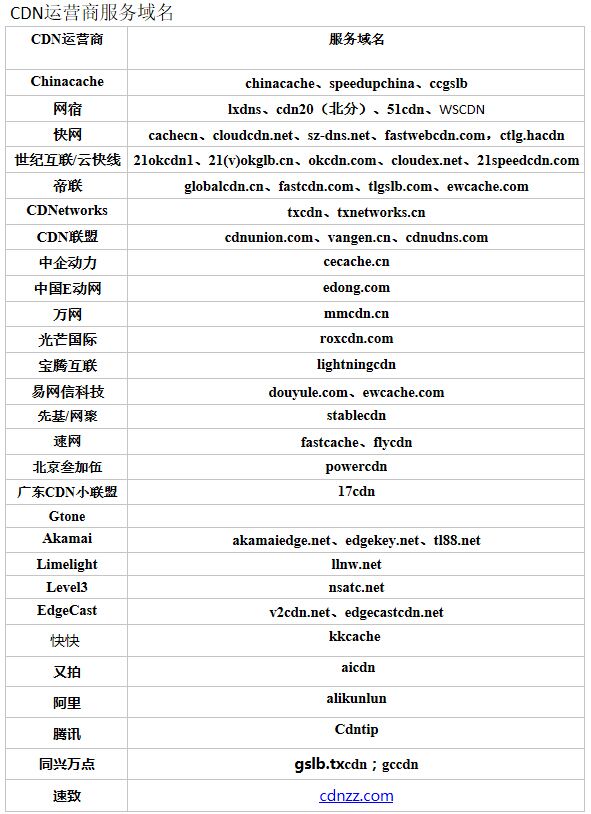 CDN运营商服务域名
CDN运营商 服务域名
Chinacache chinacache、speedupchina、ccgslb
网宿 lxdns、cdn20（北分）、51cdn、WSCDN
快网 cachecn、cloudcdn.net、sz-dns.net、fastwebcdn.com，ctlg.hacdn
世纪互联/云快线 21okcdn1、21(v)okglb.cn、okcdn.com、cloudex.net、21speedcdn.com
帝联 globalcdn.cn、fastcdn.com、tlgslb.com、ewcache.com
CDNetworks txcdn、txnetworks.cn
CDN联盟 cdnunion.com、vangen.cn、cdnudns.com
中企动力 cecache.cn
中国E动网 edong.com
万网 mmcdn.cn
光芒国际 roxcdn.com
宝腾互联 lightningcdn
易网信科技 douyule.com、ewcache.com
先基/网聚 stablecdn
速网 fastcache、flycdn
北京叁加伍 powercdn
广东CDN小联盟 17cdn
Gtone
Akamai akamaiedge.net、edgekey.net、tl88.net
Limelight llnw.net
Level3 nsatc.net
EdgeCast v2cdn.net、edgecastcdn.net
快快 kkcache
又拍 aicdn
阿里 alikunlun
腾讯 Cdntip
同兴万点 gslb.txcdn；gccdn
速致 cdnzz.com